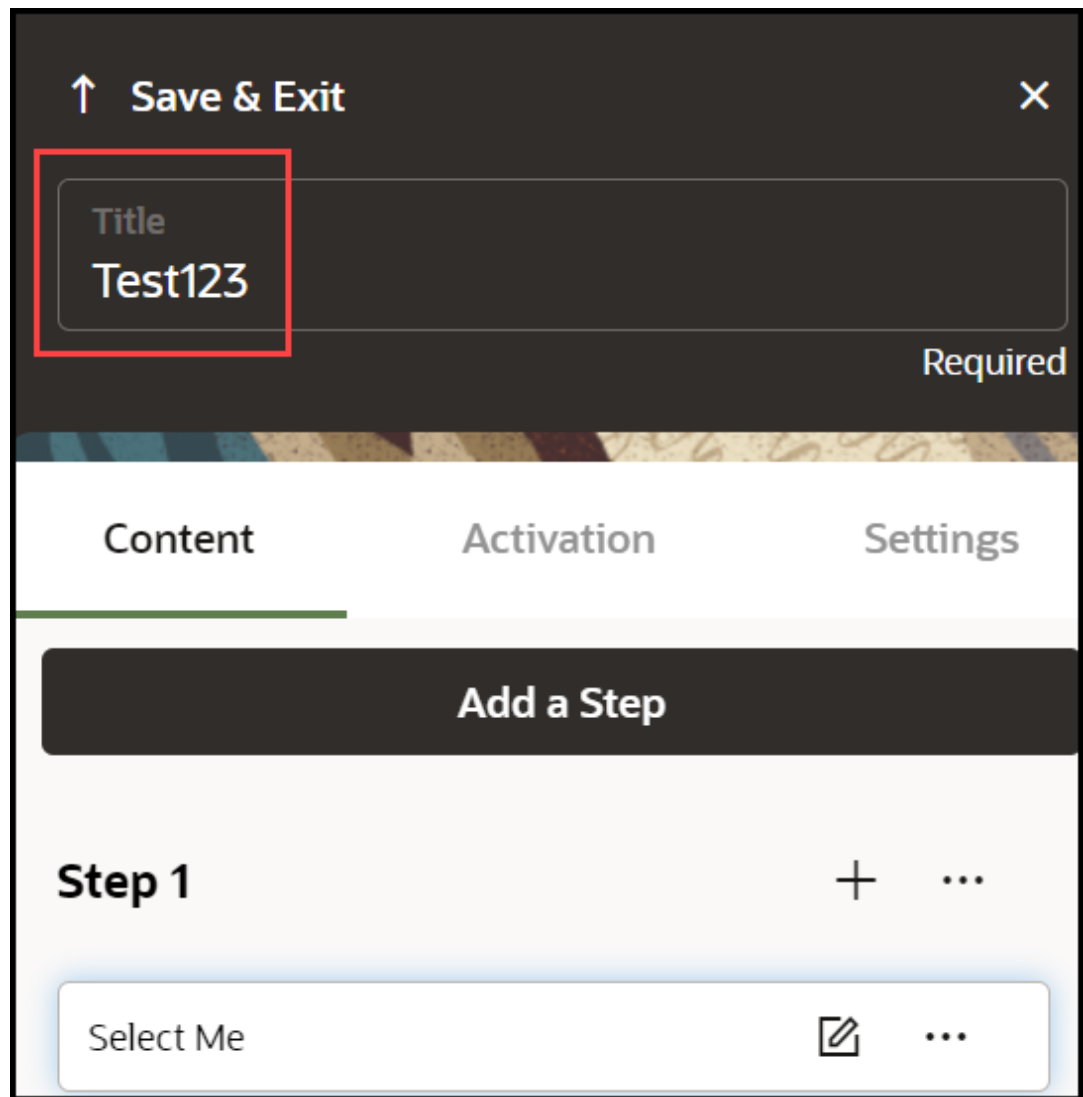 Save & Exit
Title
Test123
Required
Content Activation Settings
Add a Step
Step 1
Select Me